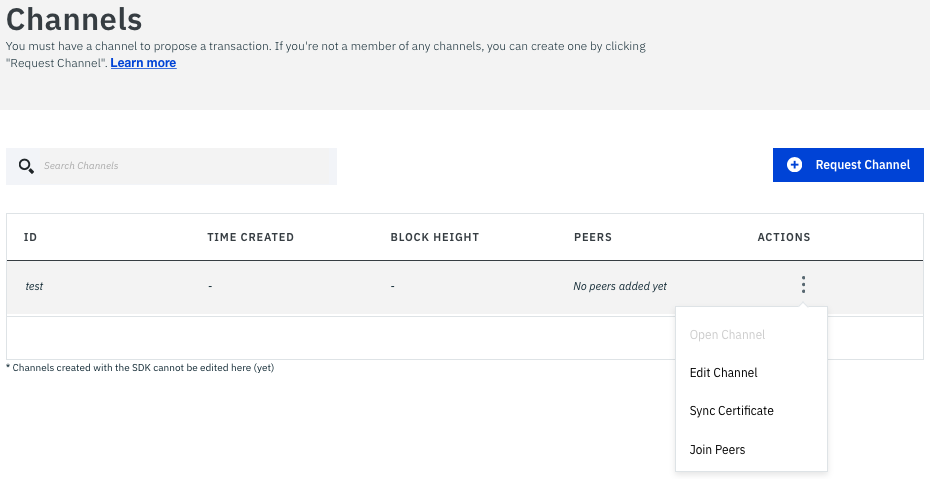 Channels
You must have a channel to propose a transaction. If you're not a member of any channels, you can create one by clicking
"Request Channel". Learn more
Search Channels
Request Channel
ID TIME CREATED BLOCK HEIGHT PEERS ACTIONS
test - - No peers added yet
Open Channel
Edit Channel
Sync Certificate
Join Peers
* Channels created with the SDK cannot be edited here (yet)